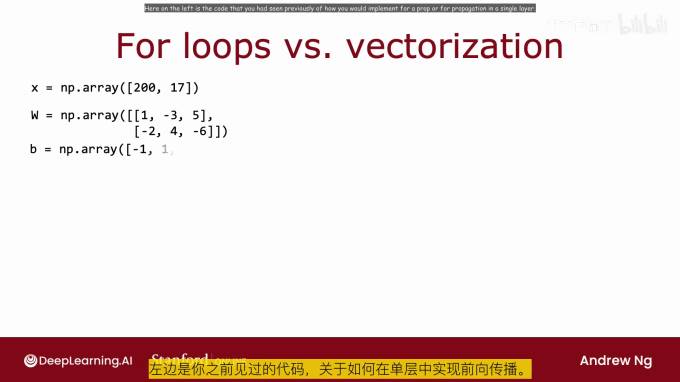 Here on the left is the code that you had seen previously of how you would implement for a prop or for propagation in a single layer.
bilibili
For loops vs. vectorization
x = np.array([200, 17])
W = np.array([[1, -3, 5],
[-2, 4, -6]])
b = np.array([-1, 1,
DeepLearning.AI
Andrew Ng
左边是你之前见过的代码，关于如何在单层中实现前向传播。